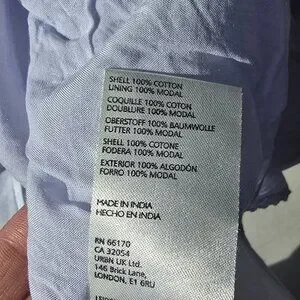 SHELL 100% COTTON
LINING 100% MODAL
COQUILLE 100% COTON
DOUBLURE 100% MODAL
OBERSTOFF 100% BAUMWOLLE
FUTTER 100% MODAL
SHELL 100% COTONE
FODERA 100% MODAL
EXTERIOR 100% ALGODÓN
FORRO 100% MODAL
MADE IN INDIA
HECHO EN INDIA
RN 66170
CA 32054
URBN UK Ltd.
146 Brick Lane,
LONDON, E1 6RU